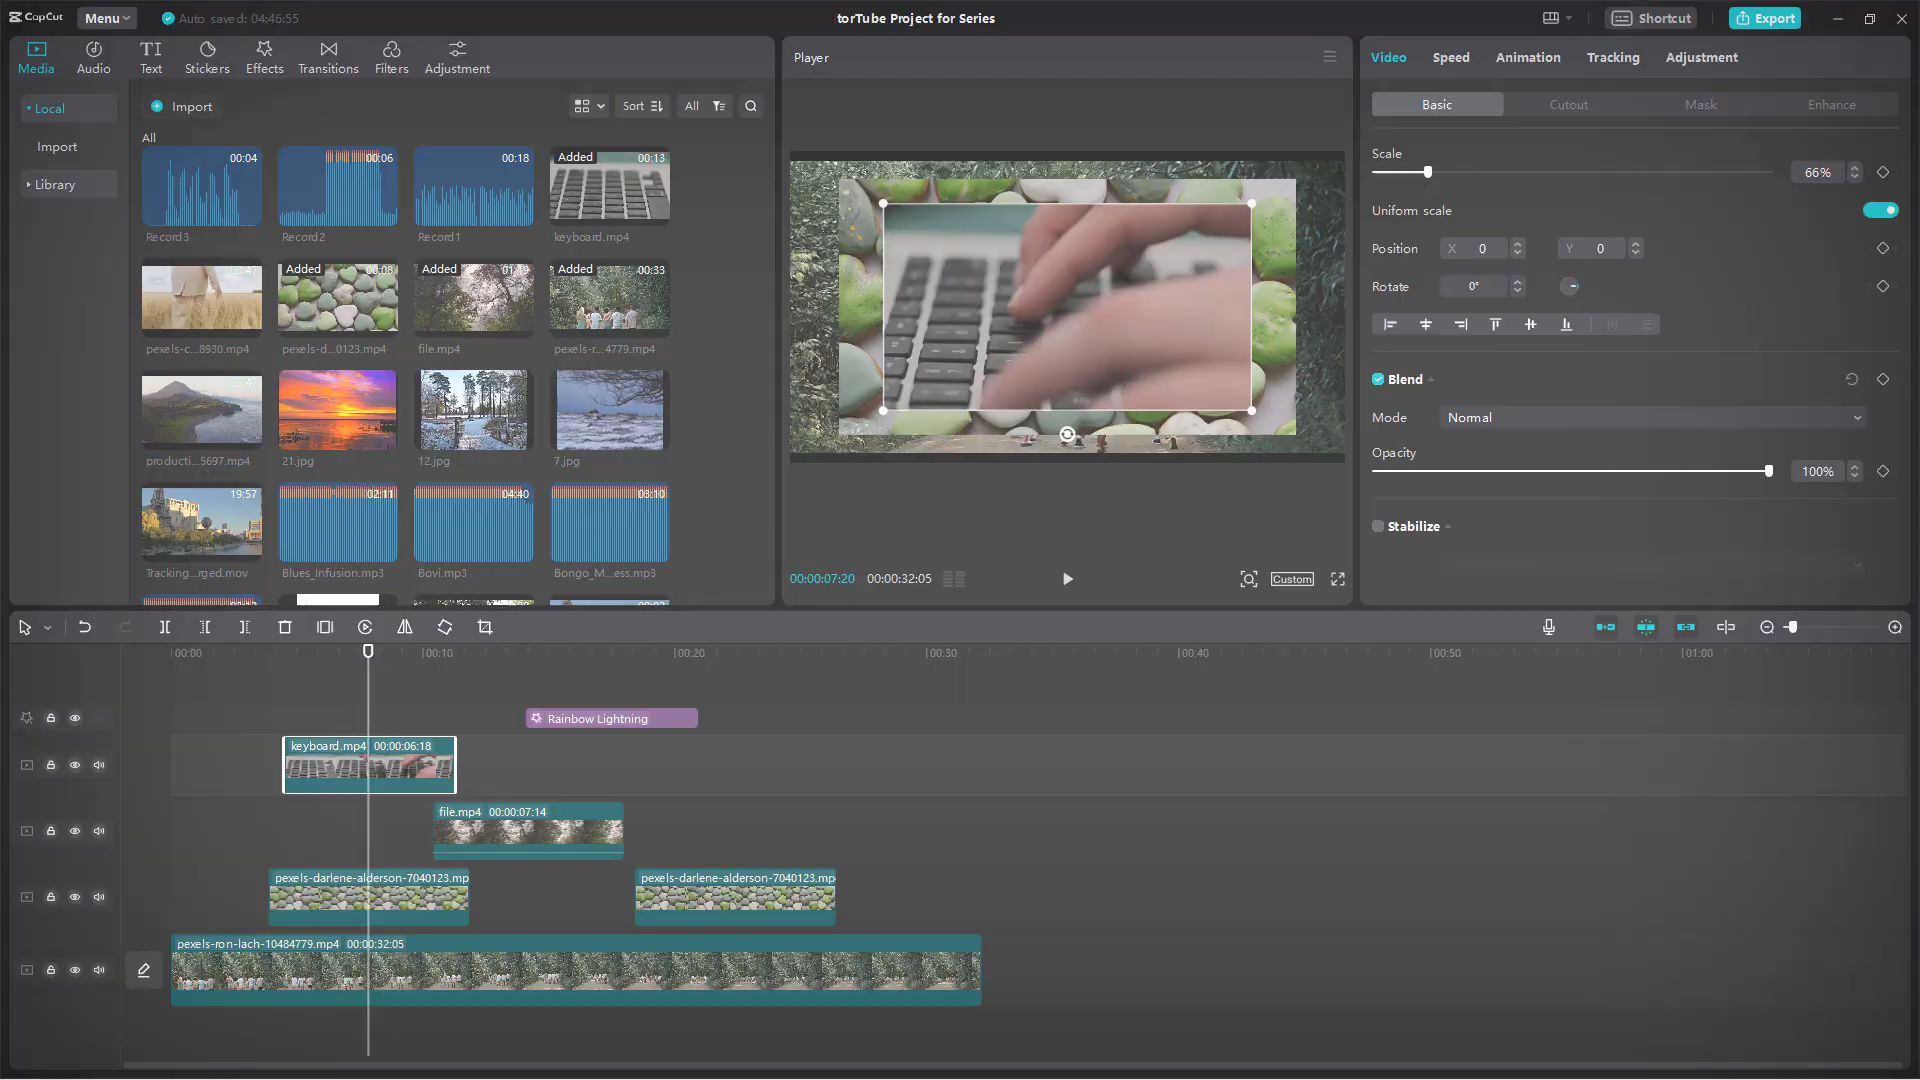 CapCut
Menu
Auto saved: 04:46:55
torTube Project for Series
Shortcut
Export
Media
Audio
Text
Stickers
Effects
Transitions
Filters
Adjustment
Local
Import
Library
Import
Sort
All
All
00:04
Record3
00:06
Record2
00:18
Record1
Added
00:13
keyboard.mp4
00:47
pexels-c...8930.mp4
Added
00:08
pexels-d...0123.mp4
Added
01:19
file.mp4
Added
00:33
pexels-r...4779.mp4
producti...5697.mp4
21.jpg
12.jpg
7.jpg
19:57
Tracking...rged.mov
02:11
Blues_Infusion.mp3
04:40
Bovi.mp3
03:10
Bongo_M...ess.mp3
Player
00:00:07:20
00:00:32:05
Custom
Video
Speed
Animation
Tracking
Adjustment
Basic
Cutout
Mask
Enhance
Scale
66%
Uniform scale
Position
X 0
Y 0
Rotate
0°
Blend
Mode
Normal
Opacity
100%
Stabilize
00:00
00:10
00:20
00:30
00:40
00:50
01:00
Rainbow Lightning
keyboard.mp4 00:00:06:18
file.mp4 00:00:07:14
pexels-darlene-alderson-7040123.mp
pexels-darlene-alderson-7040123.mp
pexels-ron-lach-10484779.mp4 00:00:32:05